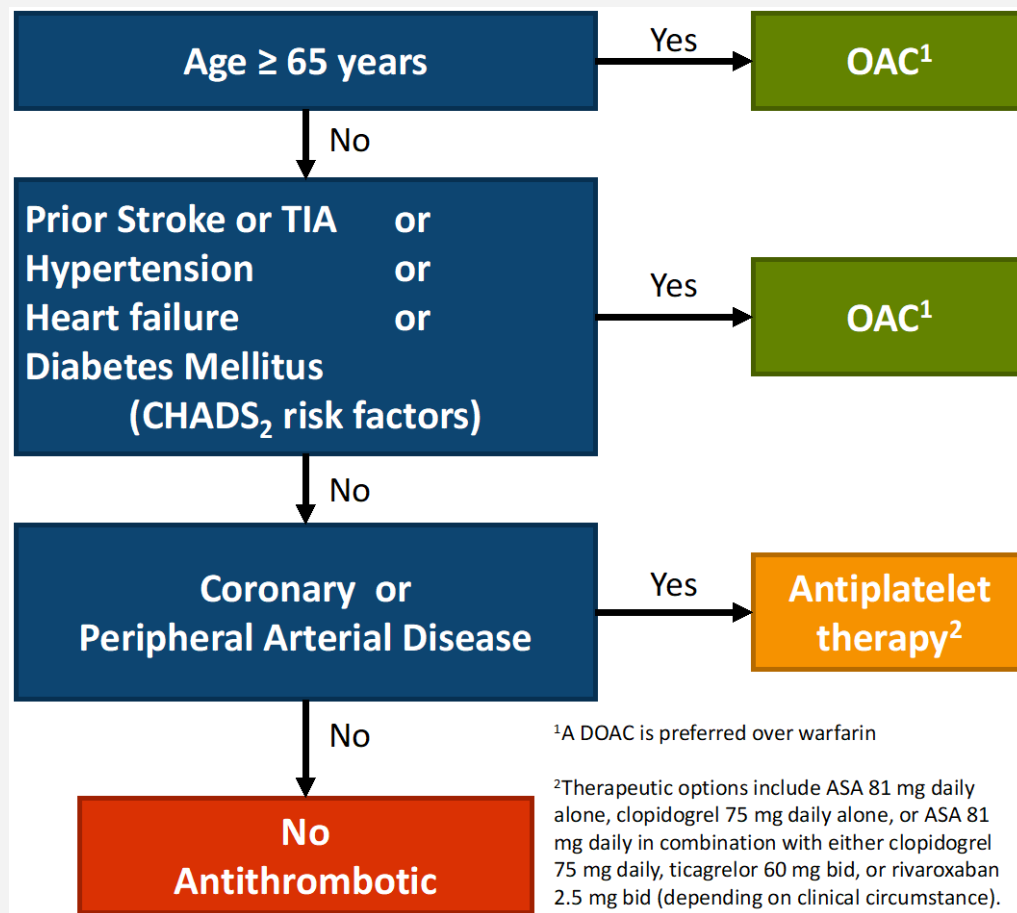 Age ≥ 65 years
Yes
OAC¹
No
Prior Stroke or TIA or
Hypertension or
Heart failure or
Diabetes Mellitus
(CHADS₂ risk factors)
Yes
OAC¹
No
Coronary or
Peripheral Arterial Disease
Yes
Antiplatelet
therapy²
No
No
Antithrombotic
¹A DOAC is preferred over warfarin
²Therapeutic options include ASA 81 mg daily
alone, clopidogrel 75 mg daily alone, or ASA 81
mg daily in combination with either clopidogrel
75 mg daily, ticagrelor 60 mg bid, or rivaroxaban
2.5 mg bid (depending on clinical circumstance).